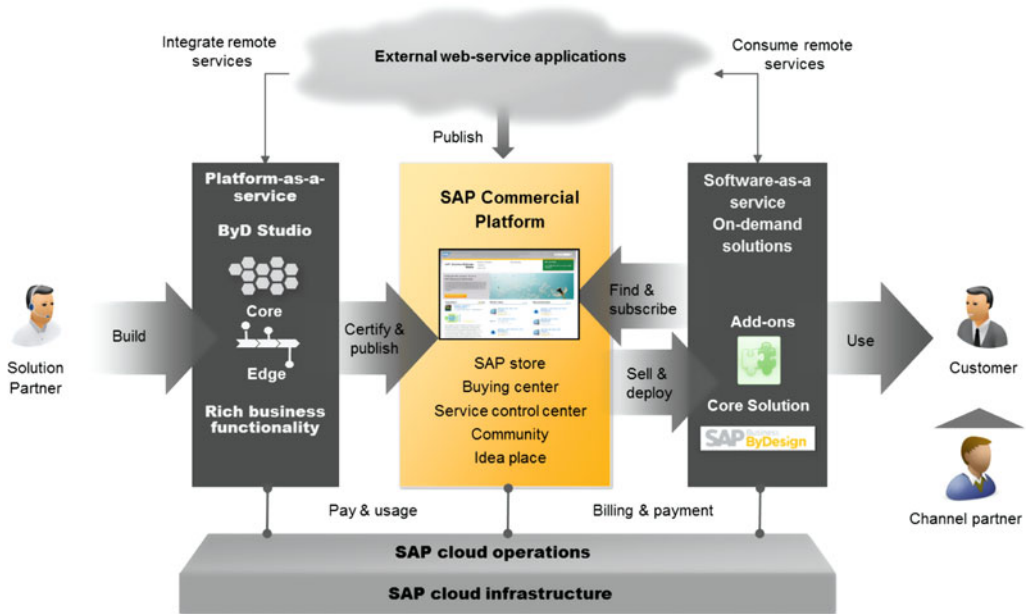 Integrate remote
services
External web-service applications
Consume remote
services
Publish
Platform-as-a-
service
ByD Studio
Core
Edge
Rich business
functionality
SAP Commercial
Platform
SAP store
Buying center
Service control center
Community
Idea place
Software-as-a
service
On-demand
solutions
Add-ons
Core Solution
SAP Business
ByDesign
Solution
Partner
Build
Certify &
publish
Find &
subscribe
Sell &
deploy
Use
Customer
Channel partner
Pay & usage
Billing & payment
SAP cloud operations
SAP cloud infrastructure